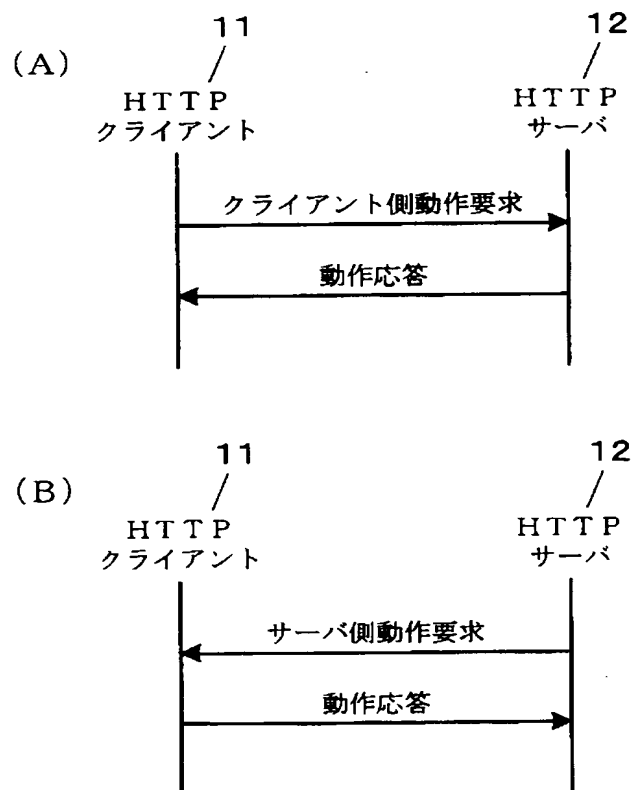 (A)
11
12
HTTP
クライアント
HTTP
サーバ
クライアント側動作要求
動作応答
(B)
11
12
HTTP
クライアント
HTTP
サーバ
サーバ側動作要求
動作応答